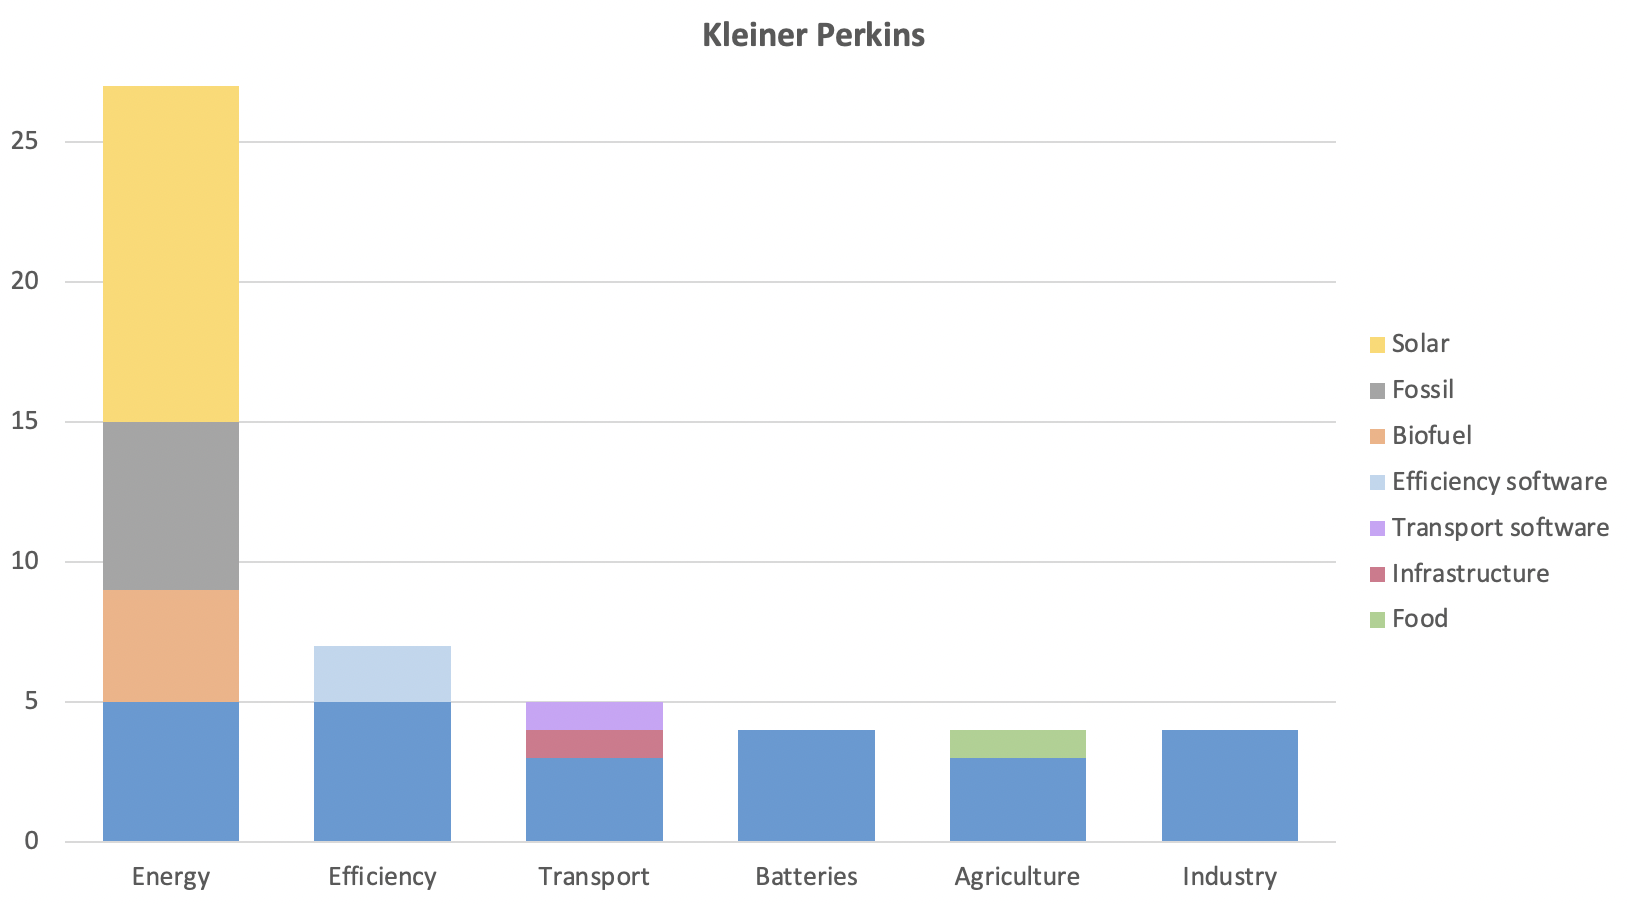 Kleiner Perkins
25
20
15
10
5
0
Energy
Efficiency
Transport
Batteries
Agriculture
Industry
Solar
Fossil
Biofuel
Efficiency software
Transport software
Infrastructure
Food